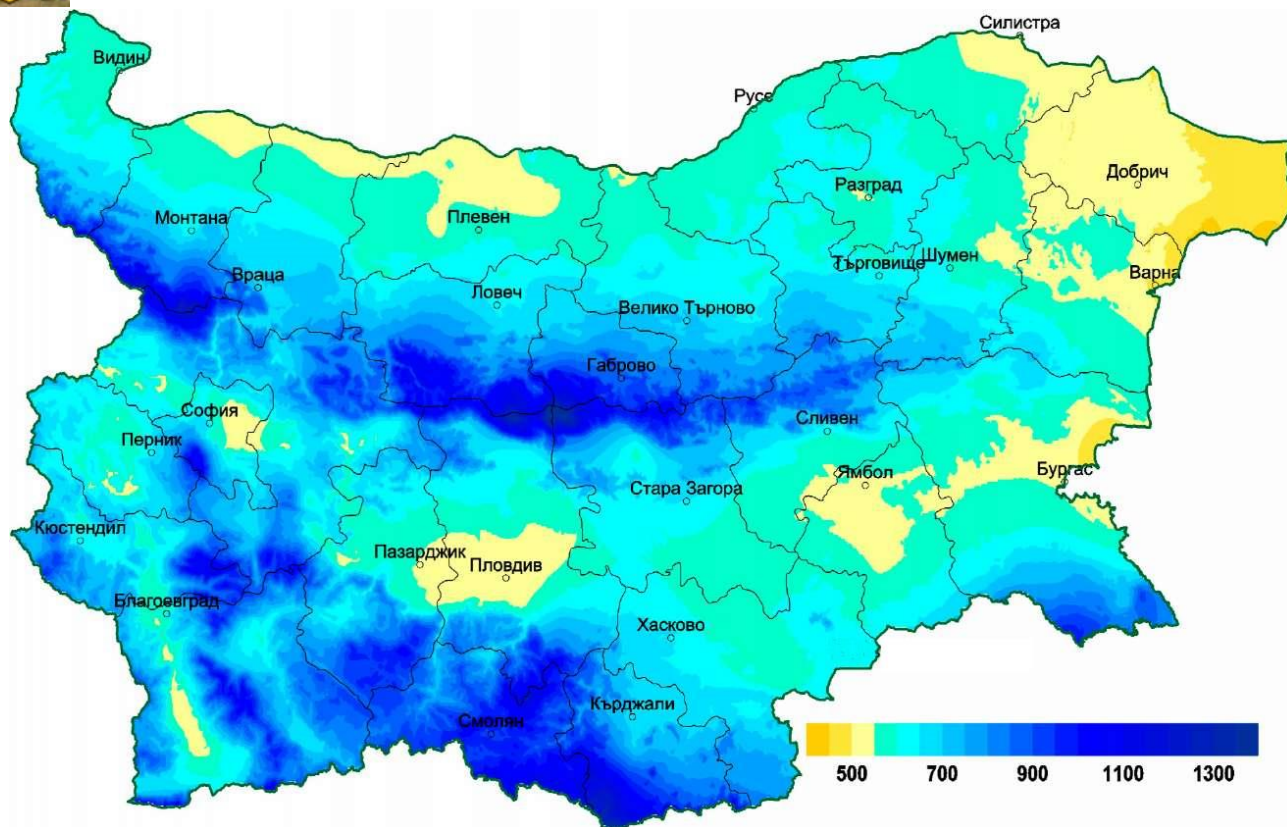 Силистра
Видин
Русе
Разград
Добрич
Монтана
Плевен
Враца
Ловеч
Търговище
Шумен
Варна
Велико Търново
Габрово
София
Перник
Сливен
Ямбол
Бургас
Стара Загора
Кюстендил
Пазарджик
Пловдив
Благоевград
Хасково
Кърджали
Смолян
500 700 900 1100 1300